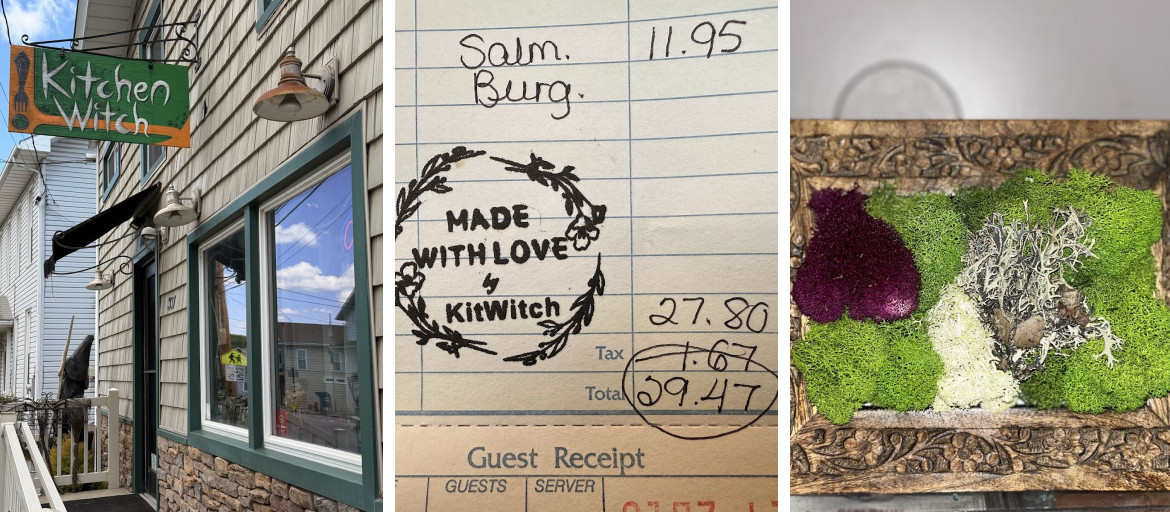 Kitchen
Witch
Salm. 11.95
Burg.
MADE
WITH LOVE
by
KitWitch
27.80
Tax 1.67
Total 29.47
Guest Receipt
GUESTS SERVER